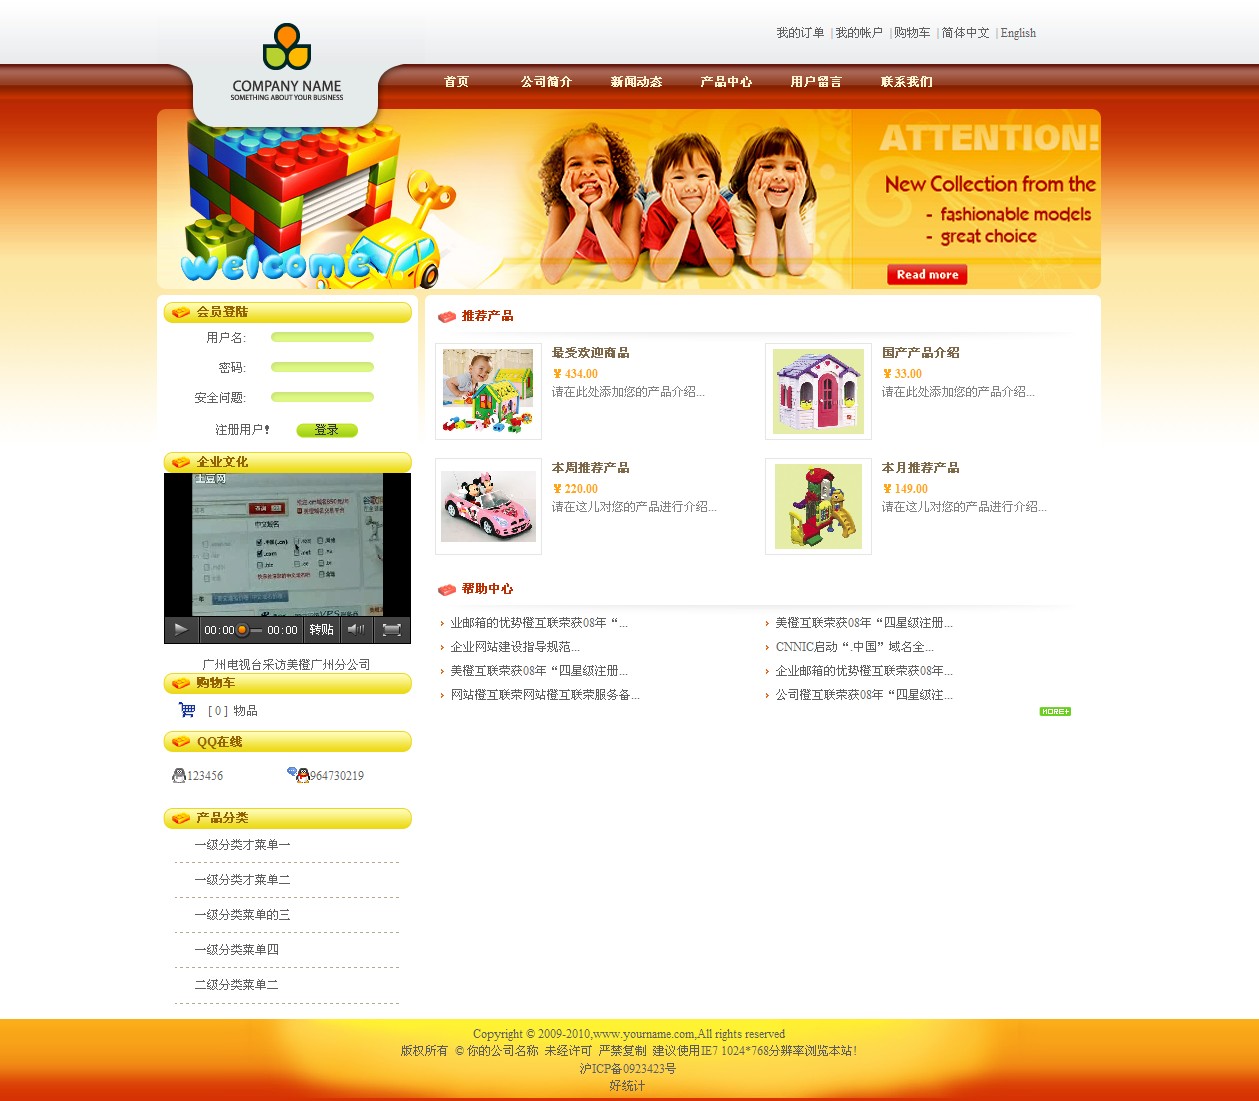 我的订单 | 我的帐户 | 购物车 | 简体中文 | English
COMPANY NAME
SOMETHING ABOUT YOUR BUSINESS
首页 公司简介 新闻动态 产品中心 用户留言 联系我们
welcome
ATTENTION!
New Collection from the
- fashionable models
- great choice
Read more
会员登陆
用户名:
密码:
安全问题:
注册用户! 登录
企业文化
土豆网
查询
中文域名
00:00 00:00 转贴
广州电视台采访美橙广州分公司
购物车
[ 0 ] 物品
QQ在线
123456 964730219
产品分类
一级分类才菜单一
一级分类才菜单二
一级分类菜单的三
一级分类菜单四
二级分类菜单二
推荐产品
最受欢迎商品
¥ 434.00
请在此处添加您的产品介绍...
国产产品介绍
¥ 33.00
请在此处添加您的产品介绍...
本周推荐产品
¥ 220.00
请在这儿对您的产品进行介绍...
本月推荐产品
¥ 149.00
请在这儿对您的产品进行介绍...
帮助中心
业邮箱的优势橙互联荣获08年“...
美橙互联荣获08年“四星级注册...
企业网站建设指导规范...
CNNIC启动“.中国”域名全...
美橙互联荣获08年“四星级注册...
企业邮箱的优势橙互联荣获08年...
网站橙互联荣网站橙互联荣服务备...
公司橙互联荣获08年“四星级注...
MORE+
Copyright © 2009-2010,www.yourname.com,All rights reserved
版权所有 © 你的公司名称 未经许可 严禁复制 建议使用IE7 1024*768分辨率浏览本站!
沪ICP备0923423号
好统计